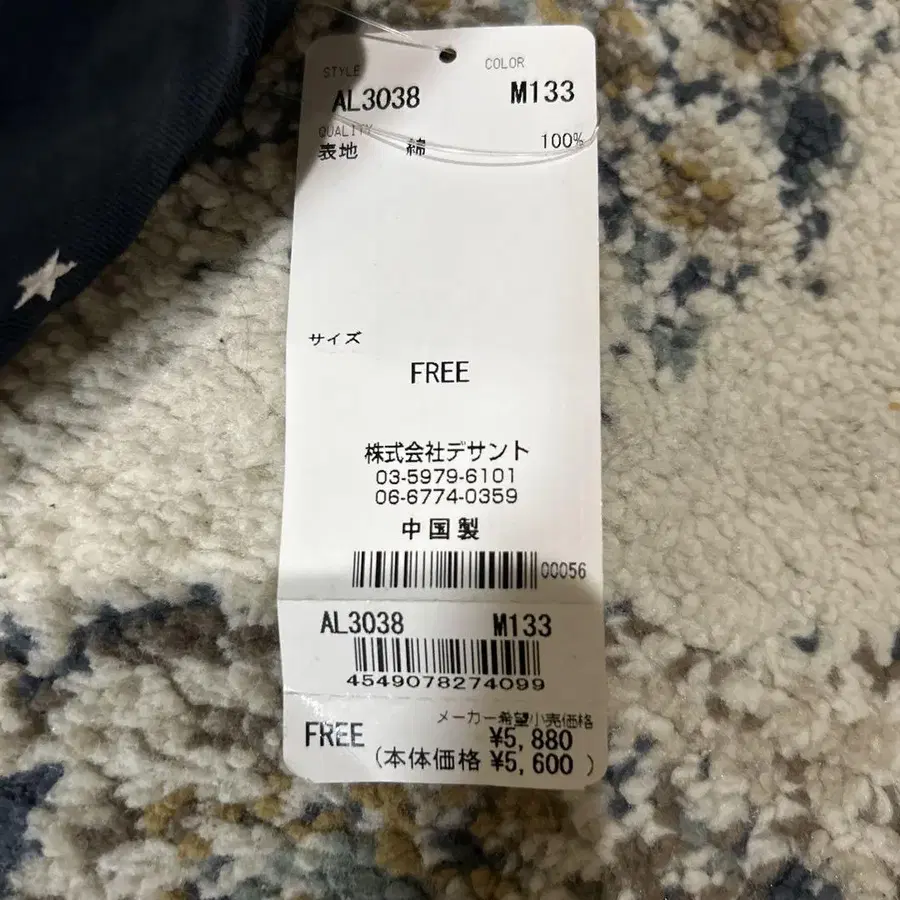 STYLE COLOR
AL3038 M133
QUALITY
表地 綿 100%
サイズ
FREE
株式会社デサント
03-5979-6101
06-6774-0359
中国製
00056
AL3038 M133
4549078274099
メーカー希望小売価格
FREE ¥5,880
(本体価格 ¥5,600 )